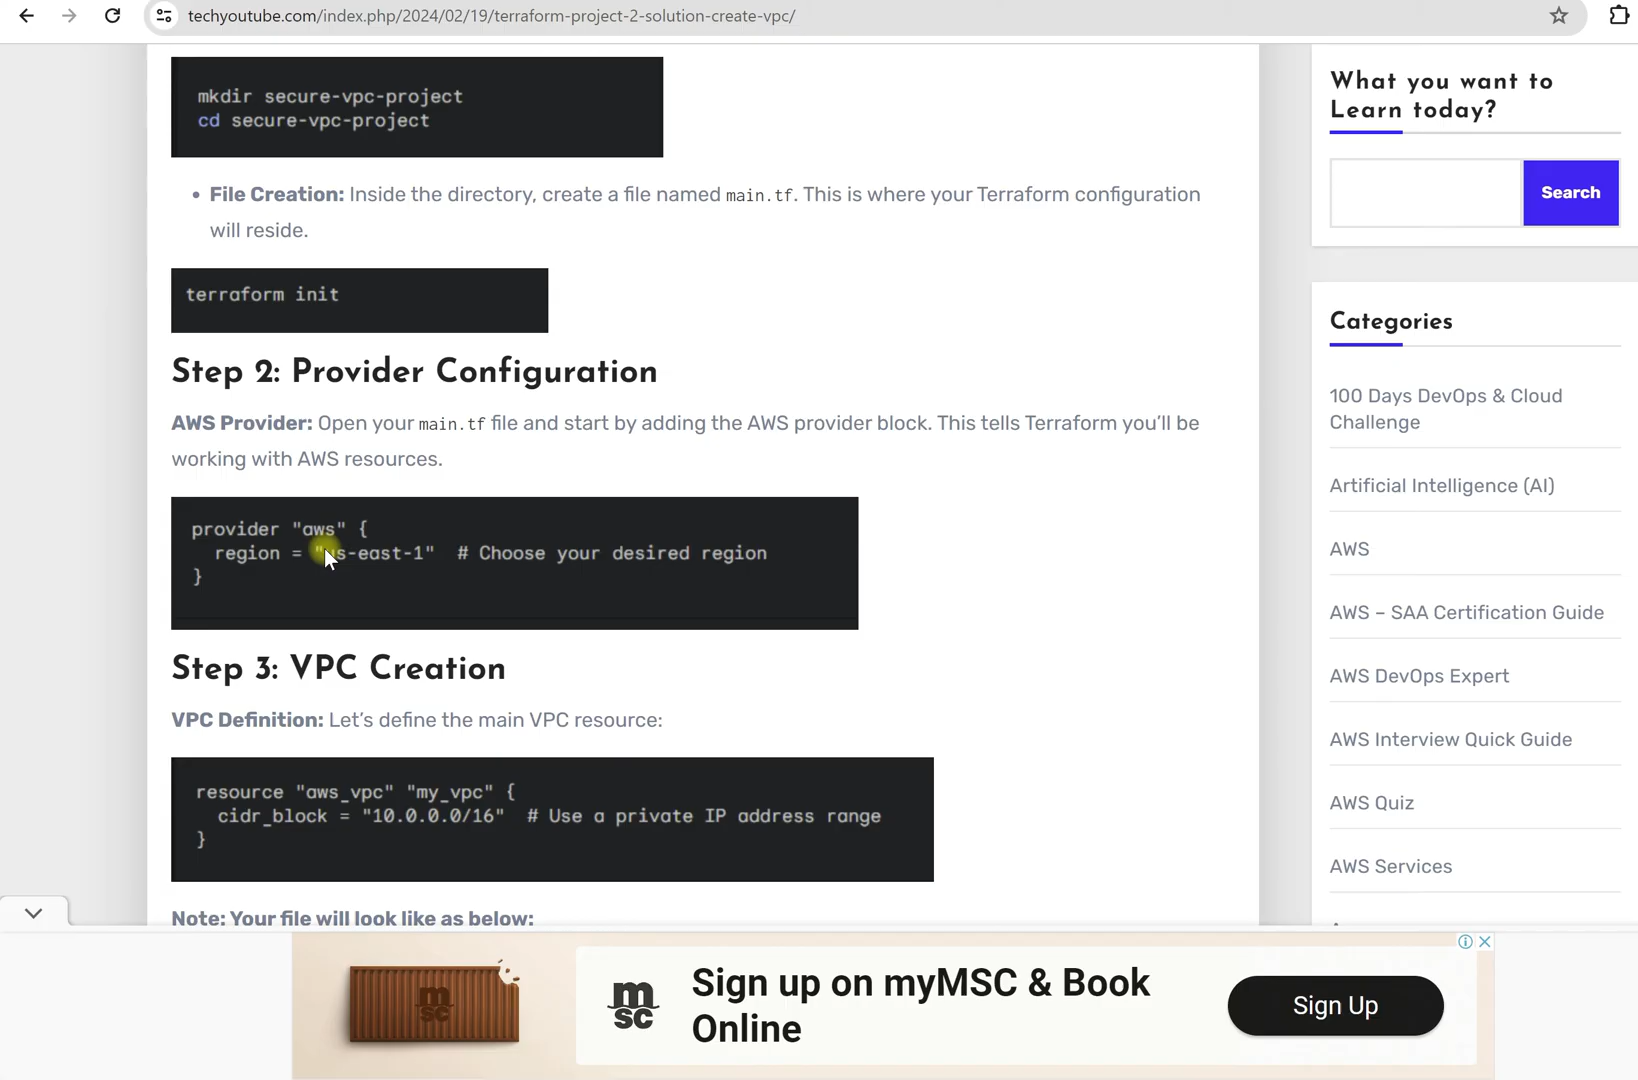 techyoutube.com/index.php/2024/02/19/terraform-project-2-solution-create-vpc/
mkdir secure-vpc-project
cd secure-vpc-project
• File Creation: Inside the directory, create a file named main.tf. This is where your Terraform configuration
will reside.
terraform init
Step 2: Provider Configuration
AWS Provider: Open your main.tf file and start by adding the AWS provider block. This tells Terraform you’ll be
working with AWS resources.
provider "aws" {
region = "us-east-1" # Choose your desired region
}
Step 3: VPC Creation
VPC Definition: Let’s define the main VPC resource:
resource "aws_vpc" "my_vpc" {
cidr_block = "10.0.0.0/16" # Use a private IP address range
}
Note: Your file will look like as below:
What you want to
Learn today?
Search
Categories
100 Days DevOps & Cloud
Challenge
Artificial Intelligence (AI)
AWS
AWS – SAA Certification Guide
AWS DevOps Expert
AWS Interview Quick Guide
AWS Quiz
AWS Services
m
sc
m
sc
Sign up on myMSC & Book
Online
Sign Up